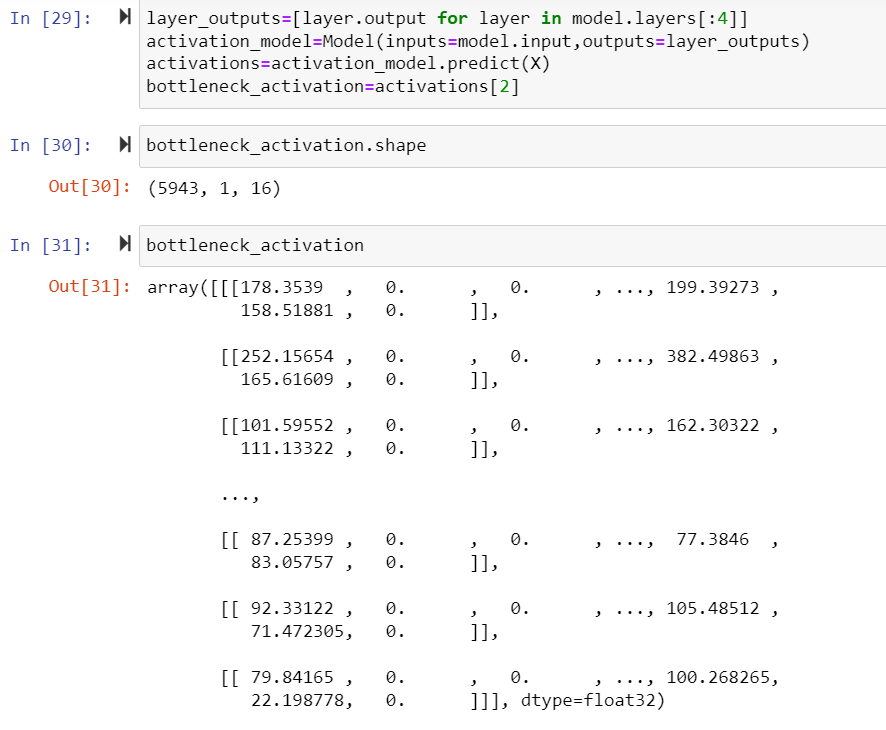 In [29]: layer_outputs=[layer.output for layer in model.layers[:4]]
activation_model=Model(inputs=model.input,outputs=layer_outputs)
activations=activation_model.predict(X)
bottleneck_activation=activations[2]
In [30]: bottleneck_activation.shape
Out[30]: (5943, 1, 16)
In [31]: bottleneck_activation
Out[31]: array([[[178.3539  ,   0.      ,   0.      , ..., 199.39273 ,
         158.51881 ,   0.      ]],
       [[252.15654 ,   0.      ,   0.      , ..., 382.49863 ,
         165.61609 ,   0.      ]],
       [[101.59552 ,   0.      ,   0.      , ..., 162.30322 ,
         111.13322 ,   0.      ]],
       ...,
       [[ 87.25399 ,   0.      ,   0.      , ...,  77.3846  ,
          83.05757 ,   0.      ]],
       [[ 92.33122 ,   0.      ,   0.      , ..., 105.48512 ,
          71.472305,   0.      ]],
       [[ 79.84165 ,   0.      ,   0.      , ..., 100.268265,
          22.198778,   0.      ]]], dtype=float32)